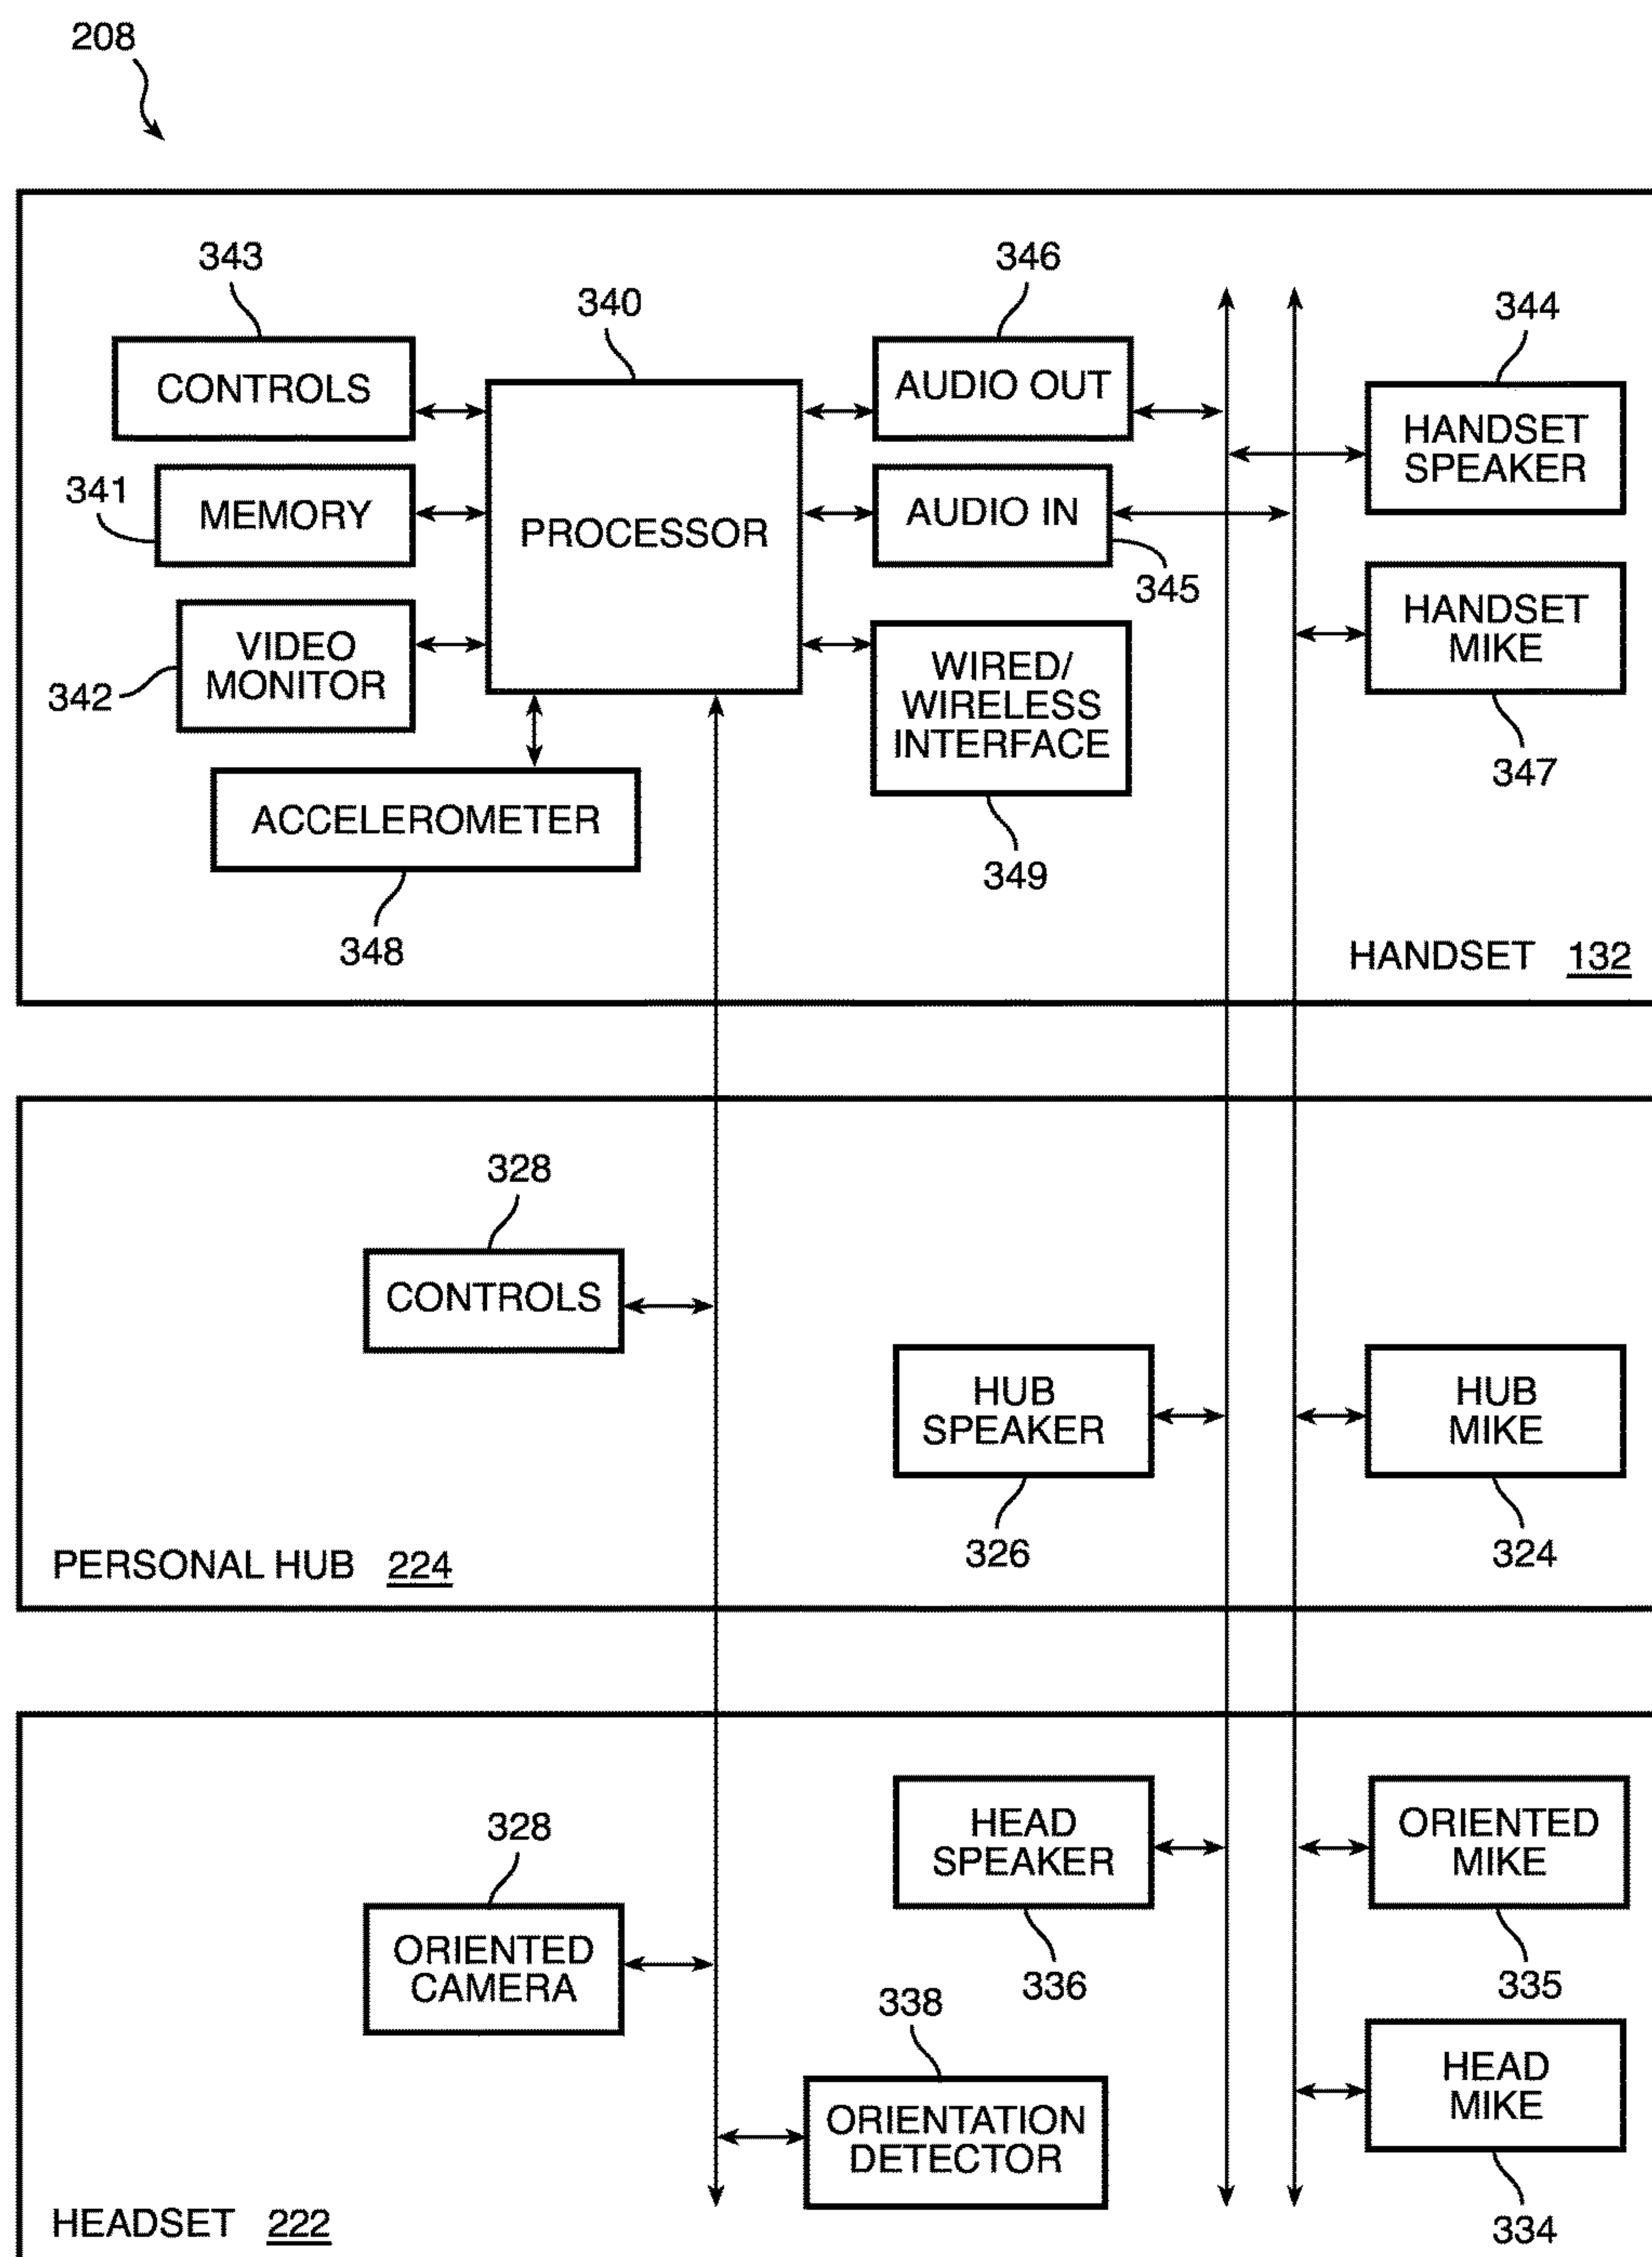 208
343
346
340
344
CONTROLS
AUDIO OUT
HANDSET
SPEAKER
341
MEMORY
PROCESSOR
AUDIO IN
345
HANDSET
MIKE
VIDEO
MONITOR
342
WIRED/
WIRELESS
INTERFACE
347
ACCELEROMETER
349
348
HANDSET 132
328
CONTROLS
HUB
SPEAKER
HUB
MIKE
326
324
PERSONAL HUB 224
328
HEAD
SPEAKER
ORIENTED
MIKE
ORIENTED
CAMERA
336
335
338
HEAD
MIKE
ORIENTATION
DETECTOR
HEADSET 222
334